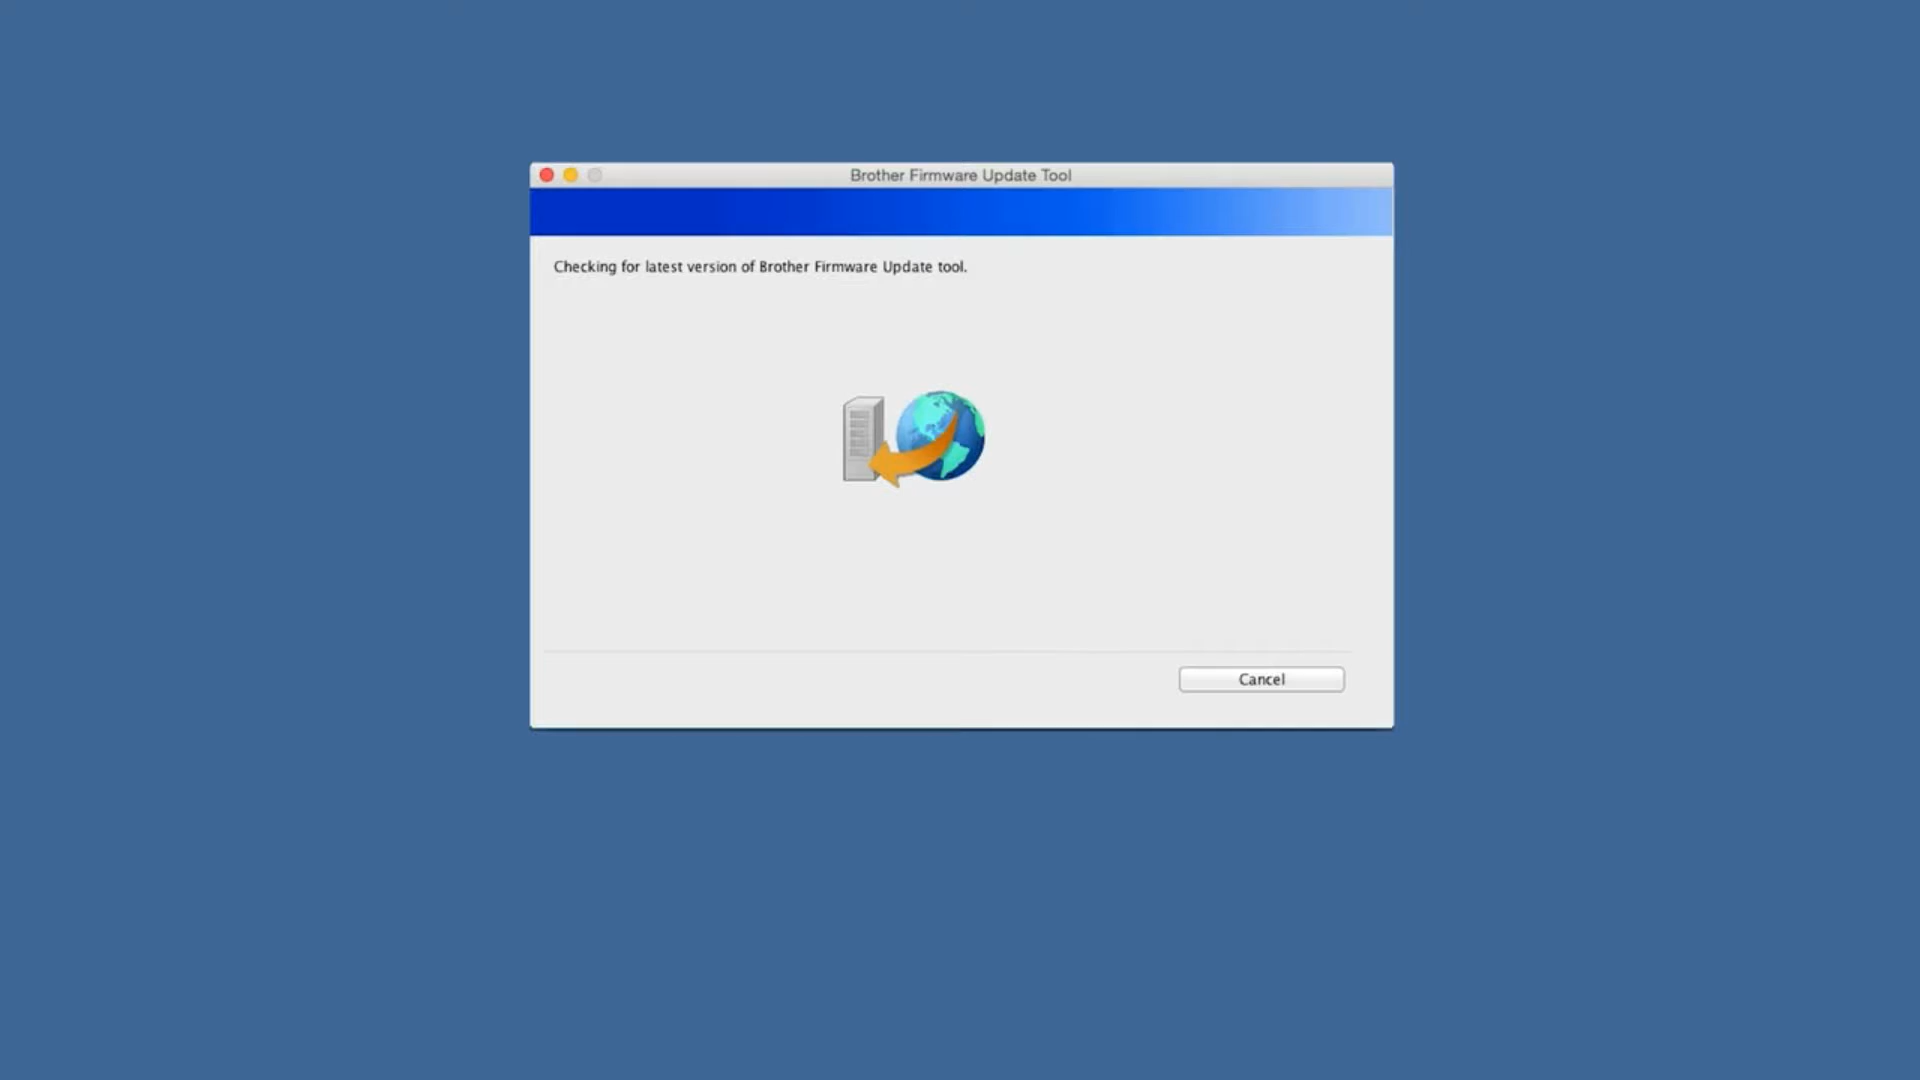 Brother Firmware Update Tool
Checking for latest version of Brother Firmware Update tool.
Cancel